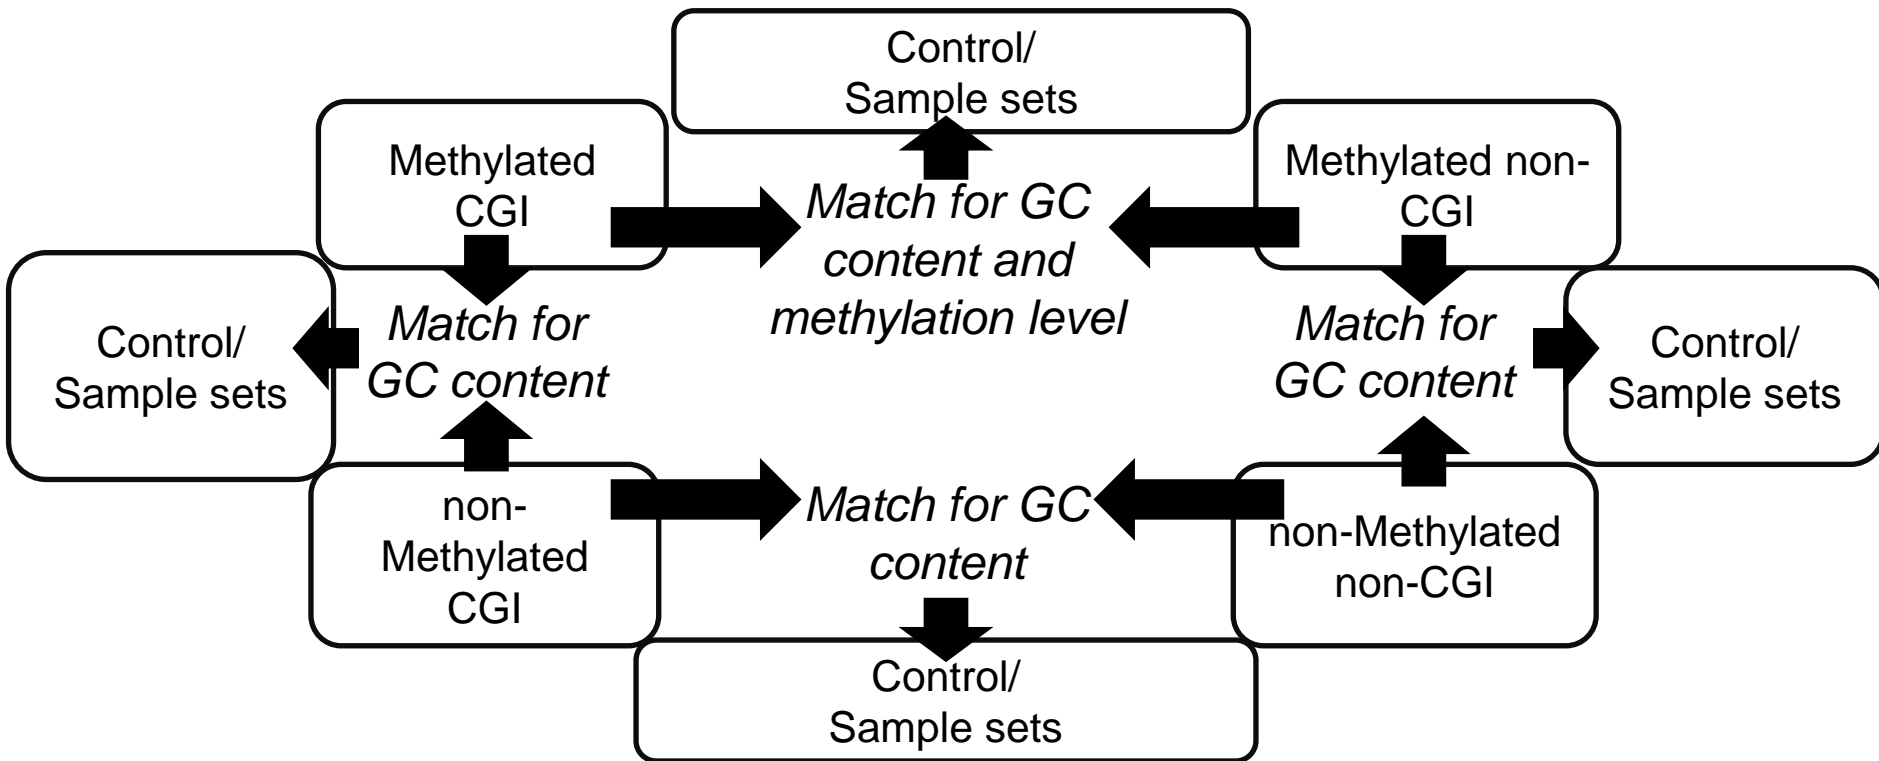 Control/
Sample sets
Methylated
CGI
Methylated non-
CGI
Match for GC
content and
methylation level
Control/
Sample sets
Match for
GC content
Match for
GC content
Control/
Sample sets
non-
Methylated
CGI
Match for GC
content
non-Methylated
non-CGI
Control/
Sample sets